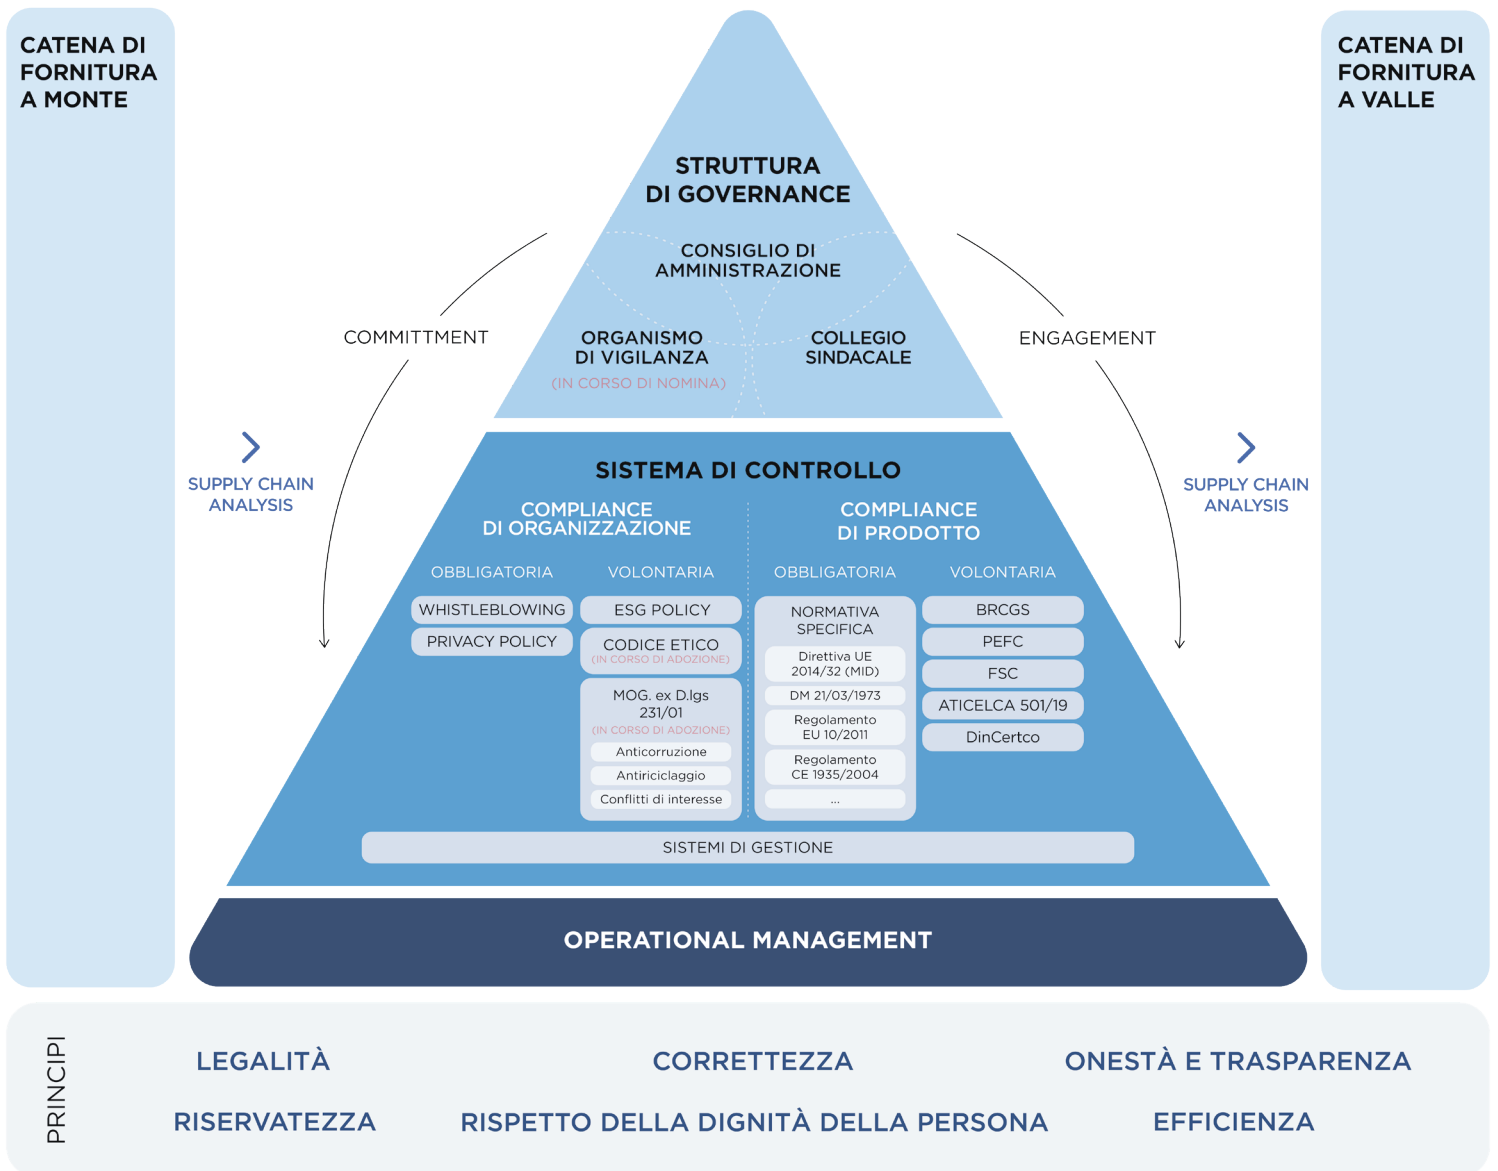 CATENA DI
FORNITURA
A MONTE
STRUTTURA
DI GOVERNANCE
CONSIGLIO DI
AMMINISTRAZIONE
ORGANISMO
DI VIGILANZA
(IN CORSO DI NOMINA)
COLLEGIO
SINDACALE
COMMITTMENT
ENGAGEMENT
CATENA DI
FORNITURA
A VALLE
SUPPLY CHAIN
ANALYSIS
SUPPLY CHAIN
ANALYSIS
SISTEMA DI CONTROLLO
COMPLIANCE
DI ORGANIZZAZIONE
OBBLIGATORIA
WHISTLEBLOWING
PRIVACY POLICY
VOLONTARIA
ESG POLICY
CODICE ETICO
(IN CORSO DI ADOZIONE)
MOG. ex D.lgs
231/01
(IN CORSO DI ADOZIONE)
Anticorruzione
Antiriciclaggio
Conflitti di interesse
COMPLIANCE
DI PRODOTTO
OBBLIGATORIA
NORMATIVA
SPECIFICA
Direttiva UE
2014/32 (MID)
DM 21/03/1973
Regolamento
EU 10/2011
Regolamento
CE 1935/2004
...
VOLONTARIA
BRCGS
PEFC
FSC
ATICELCA 501/19
DinCertco
SISTEMI DI GESTIONE
OPERATIONAL MANAGEMENT
PRINCIPI
LEGALITÀ
CORRETTEZZA
ONESTÀ E TRASPARENZA
RISERVATEZZA
RISPETTO DELLA DIGNITÀ DELLA PERSONA
EFFICIENZA